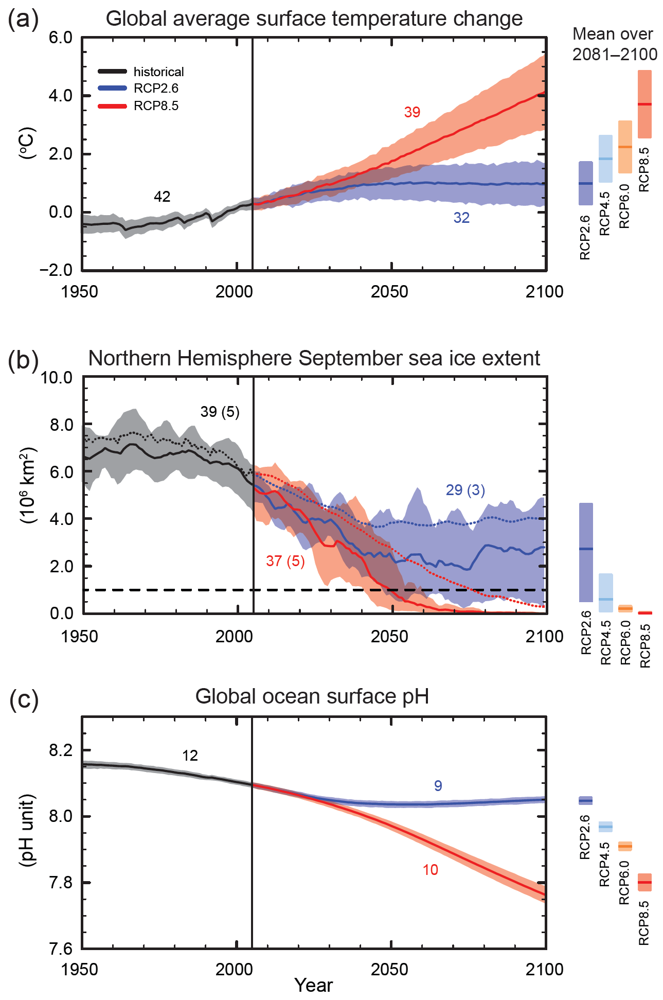 (a) Global average surface temperature change
Mean over
2081–2100
6.0
4.0
2.0
0.0
−2.0
(ºC)
historical
RCP2.6
RCP8.5
42
39
32
1950 2000 2050 2100
RCP2.6
RCP4.5
RCP6.0
RCP8.5
(b) Northern Hemisphere September sea ice extent
10.0
8.0
6.0
4.0
2.0
0.0
(10⁶ km²)
39 (5)
29 (3)
37 (5)
1950 2000 2050 2100
RCP2.6
RCP4.5
RCP6.0
RCP8.5
(c) Global ocean surface pH
8.2
8.0
7.8
7.6
(pH unit)
12
9
10
1950 2000 2050 2100
Year
RCP2.6
RCP4.5
RCP6.0
RCP8.5